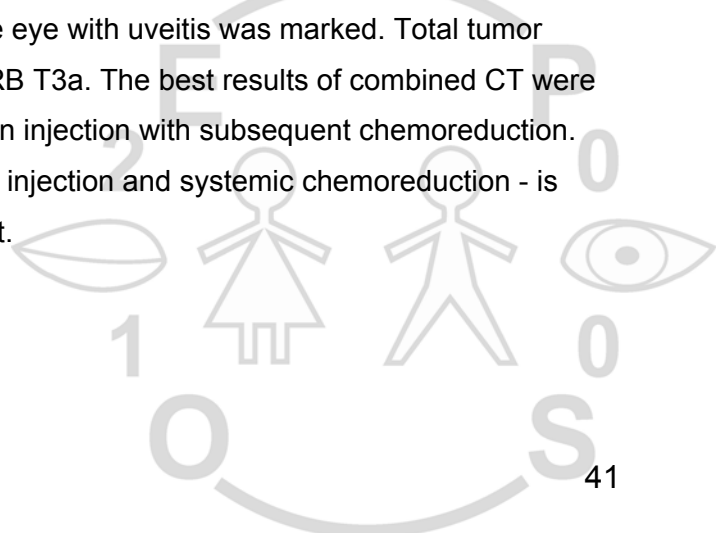 e eye with uveitis was marked. Total tumor
RB T3a. The best results of combined CT were
n injection with subsequent chemoreduction.
injection and systemic chemoreduction - is
t.
E P
2 0
1 0
O S
41